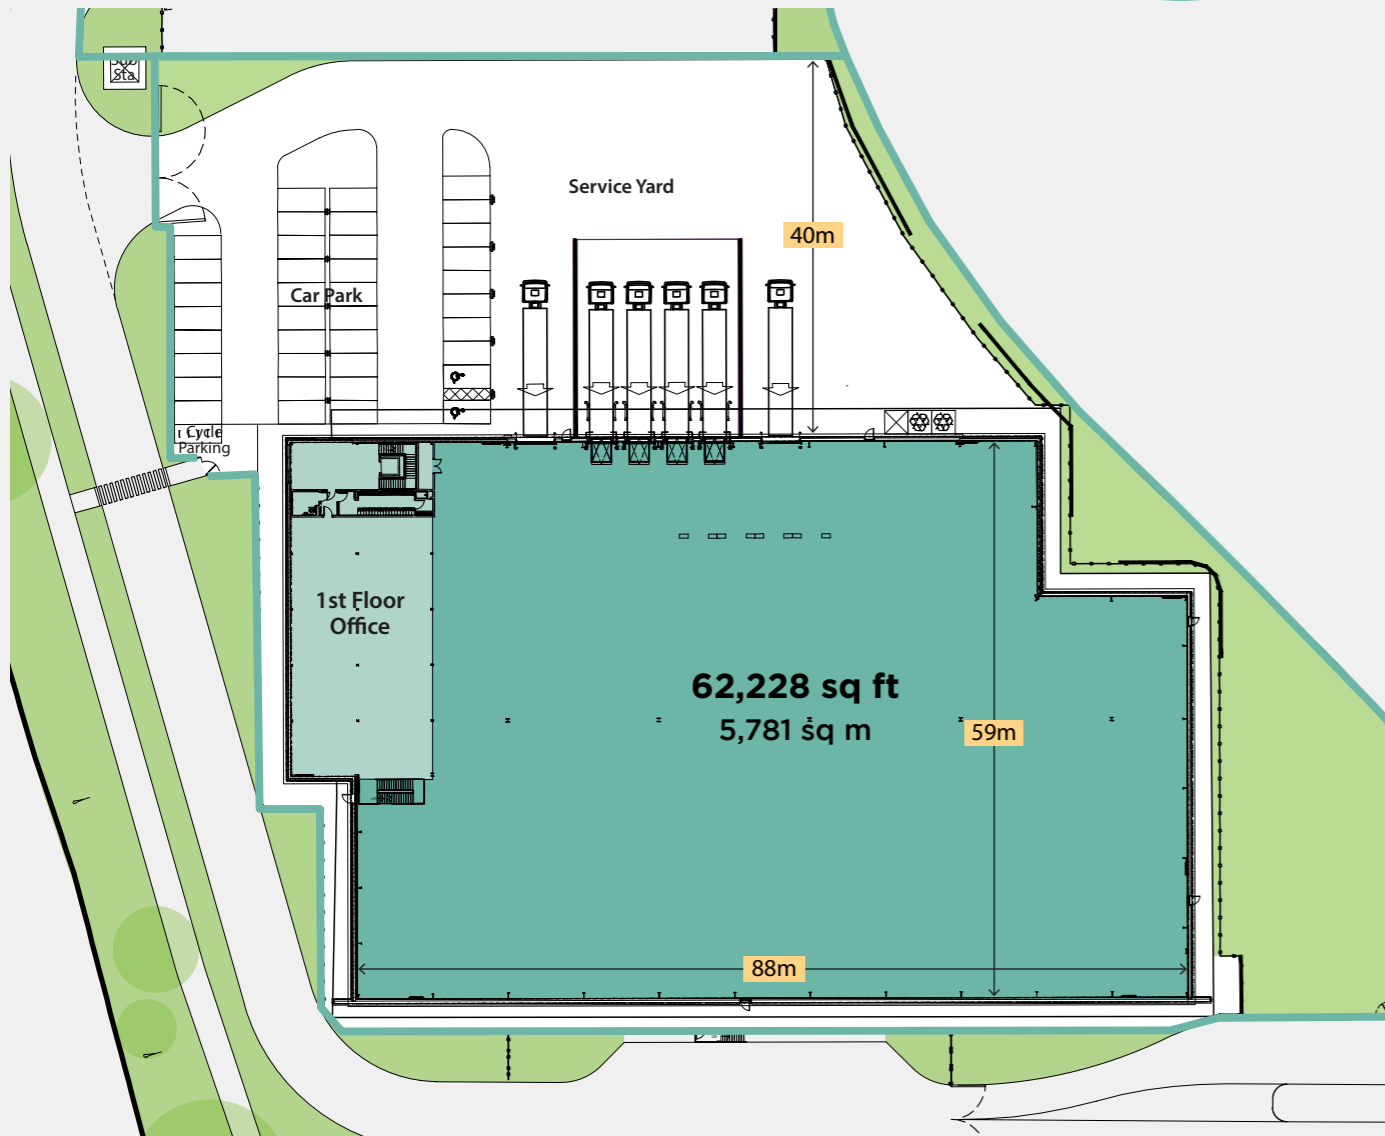 Sub
Sta
Service Yard
40m
Car Park
Cycle
Parking
1st Floor
Office
62,228 sq ft
5,781 sq m
59m
88m